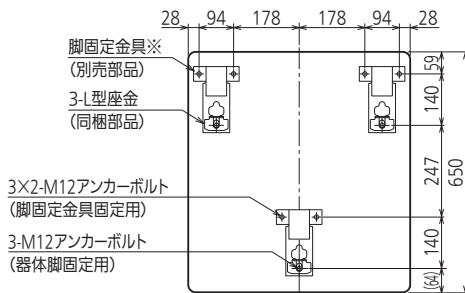 28 94 178 178 94 28
脚固定金具※
(別売部品)
3-L型座金
(同梱部品)
3×2-M12アンカーボルト
(脚固定金具固定用)
3-M12アンカーボルト
(器体脚固定用)
59
140
247
140
(64)
650